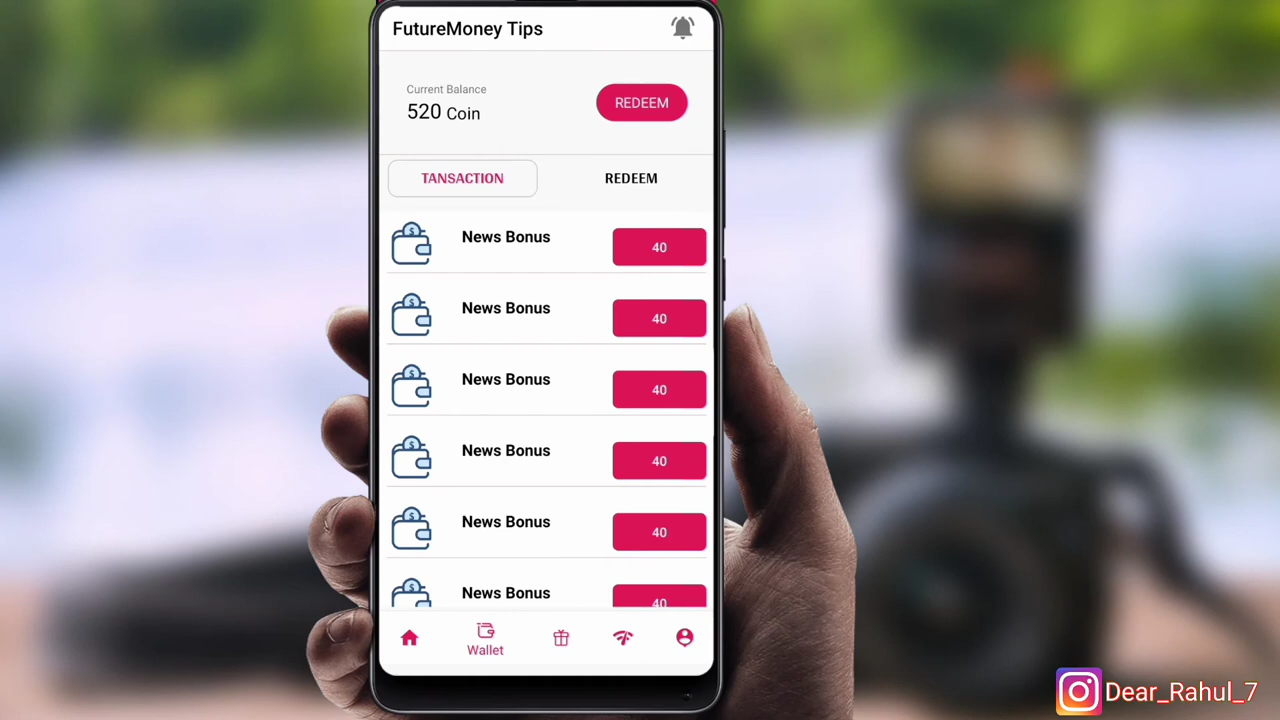 FutureMoney Tips
Current Balance
520 Coin
REDEEM
TANSACTION
REDEEM
News Bonus
40
News Bonus
40
News Bonus
40
News Bonus
40
News Bonus
40
News Bonus
40
Wallet
Dear_Rahul_7